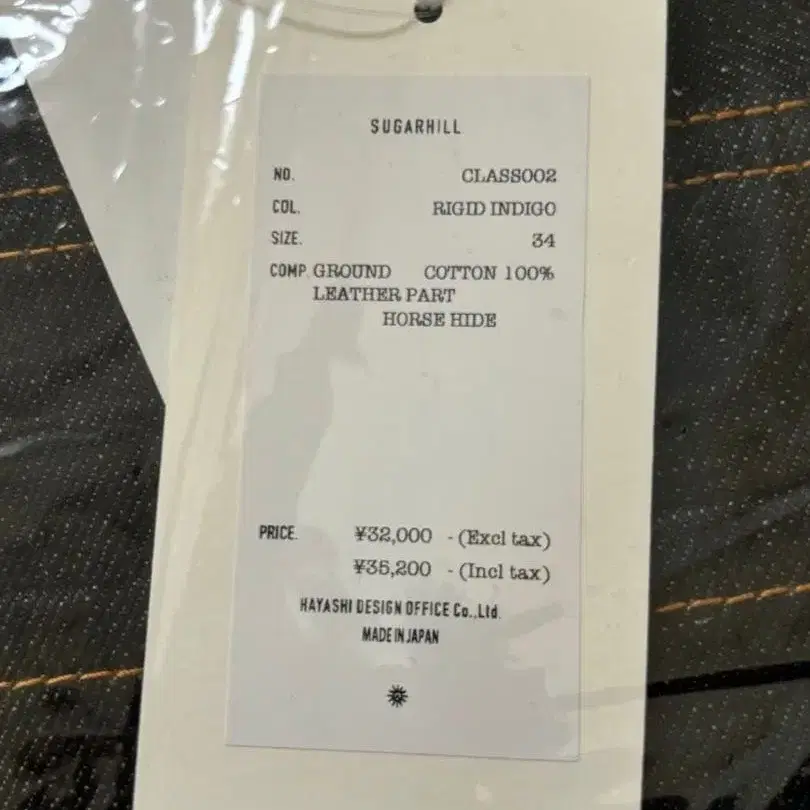 SUGARHILL
NO. CLASS002
COL. RIGID INDIGO
SIZE. 34
COMP. GROUND COTTON 100%
LEATHER PART
HORSE HIDE
PRICE. ¥32,000 - (Excl tax)
¥35,200 - (Incl tax)
HAYASHI DESIGN OFFICE Co.,Ltd.
MADE IN JAPAN